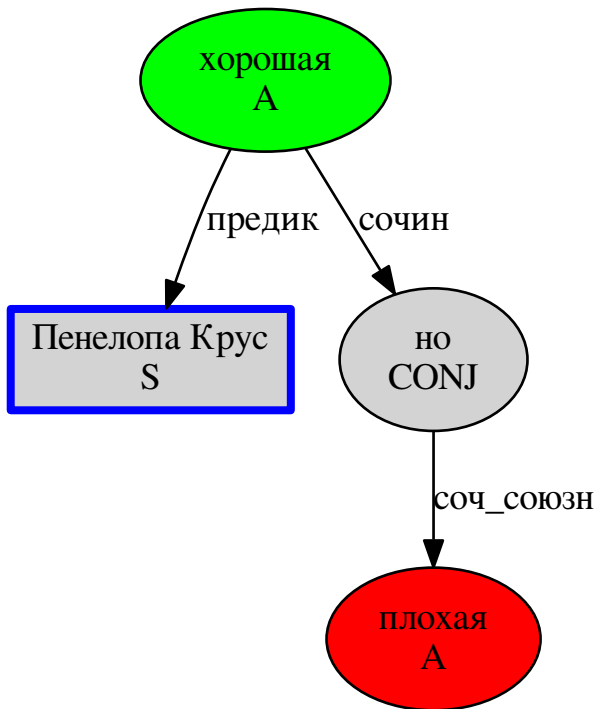 хорошая
A
предик
сочин
Пенелопа Крус
S
но
CONJ
соч_союзн
плохая
A